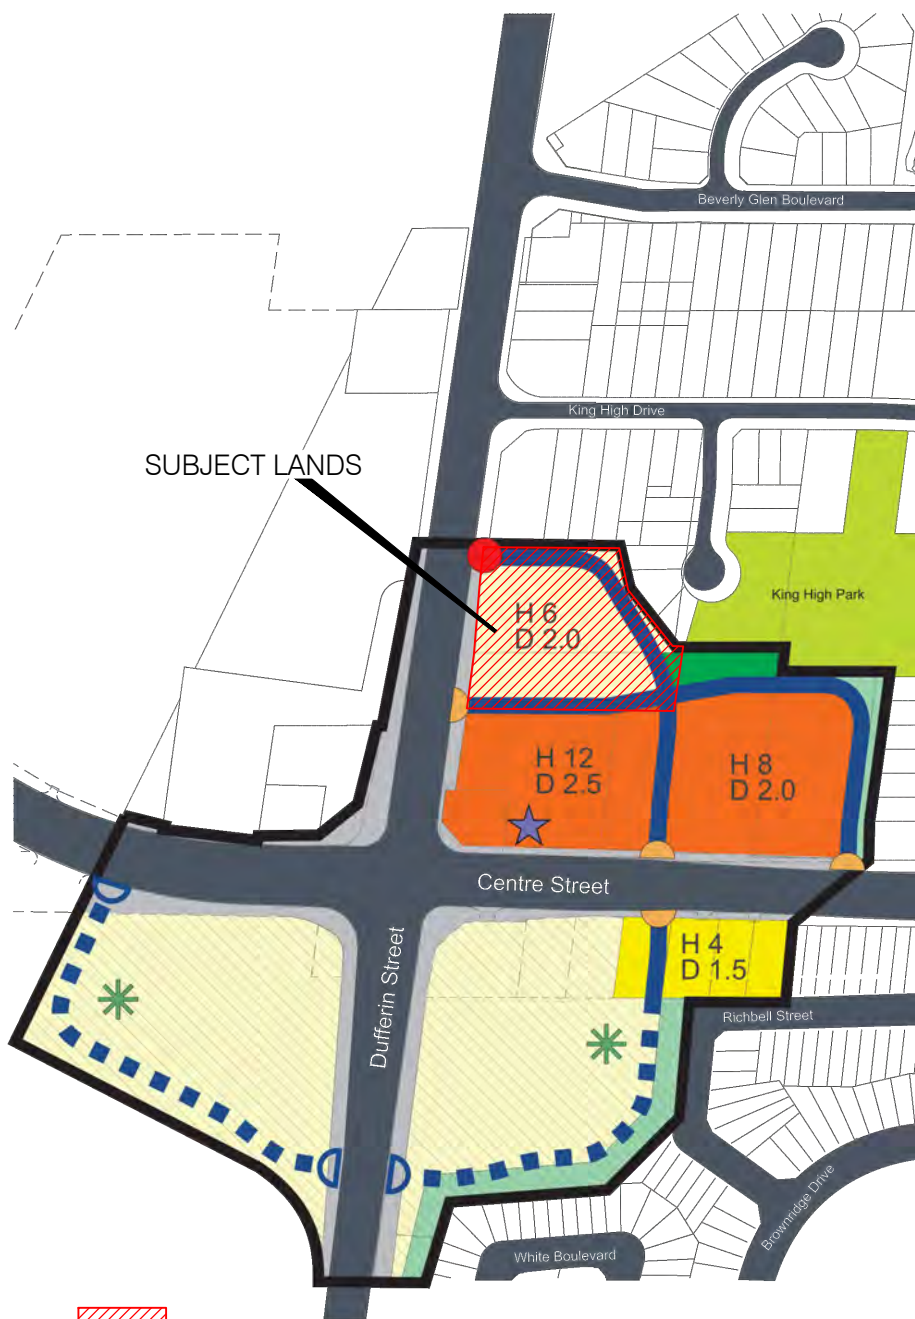 Beverly Glen Boulevard
King High Drive
SUBJECT LANDS
King High Park
H 6
D 2.0
H 12
D 2.5
H 8
D 2.0
Centre Street
H 4
D 1.5
Dufferin Street
Richbell Street
Brownridge Drive
White Boulevard